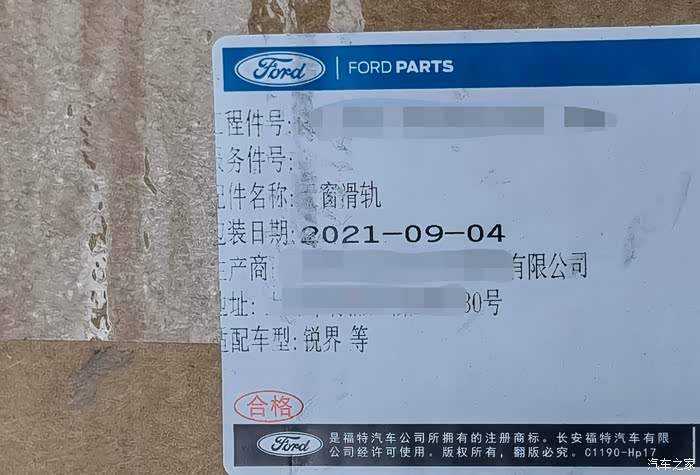 Ford FORD PARTS
程件号:
务件号:
件名称: 窗滑轨
装日期: 2021-09-04
产商 有限公司
址: 30号
配车型: 锐界 等
合格
Ford
是福特汽车公司所拥有的注册商标。长安福特汽车有限
公司经许可使用。版权所有，翻版必究。C1190-Hp17
汽车之家